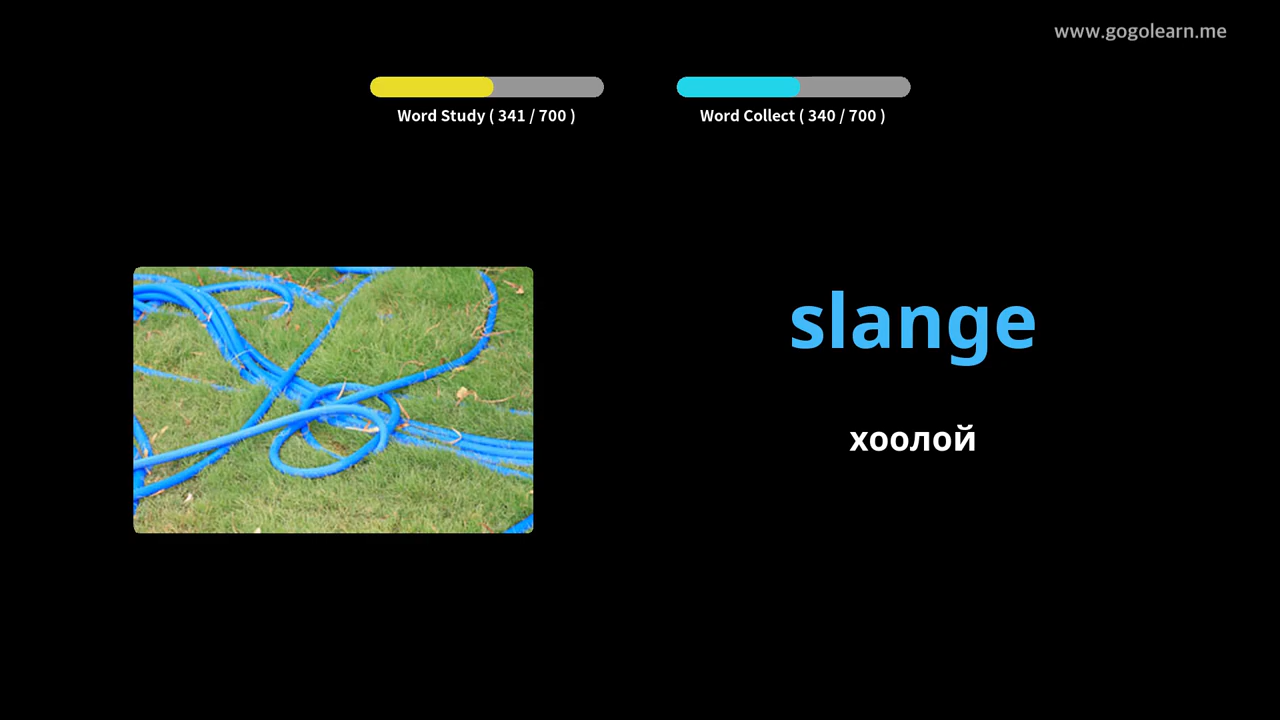 www.gogolearn.me
Word Study ( 341 / 700 )
Word Collect ( 340 / 700 )
slange
хоолой